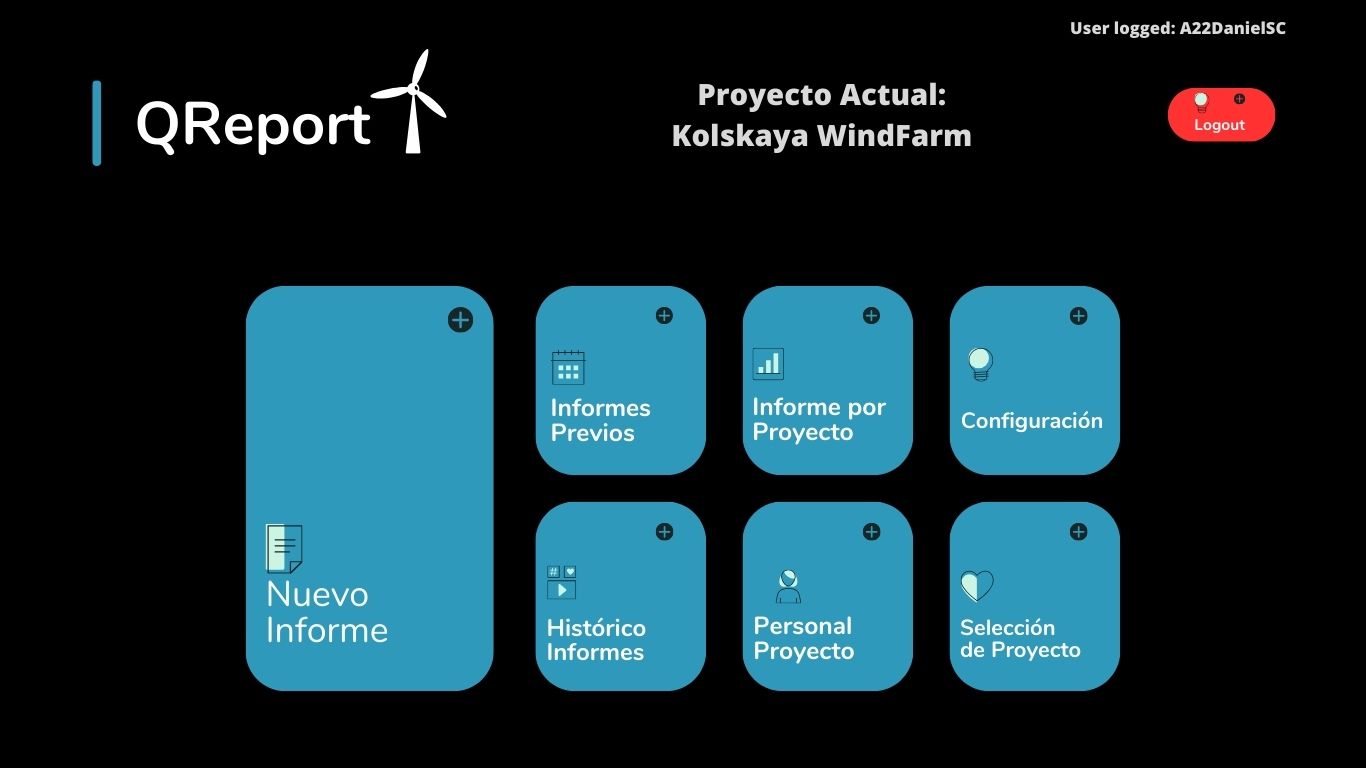 User logged: A22DanielSC
QReport
Proyecto Actual:
Kolskaya WindFarm
Logout
Nuevo
Informe
Informes
Previos
Informe por
Proyecto
Configuración
Histórico
Informes
Personal
Proyecto
Selección
de Proyecto